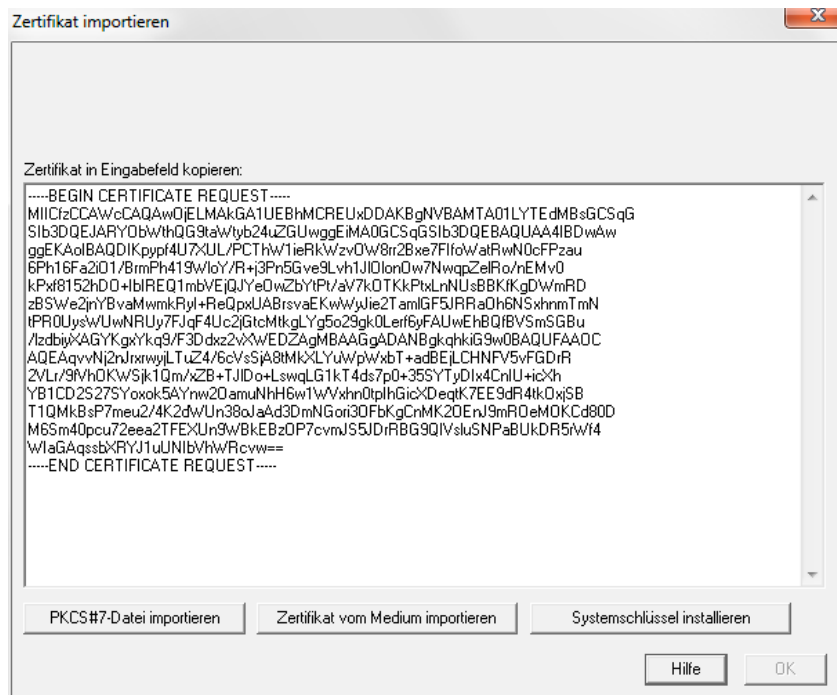 Zertifikat importieren
Zertifikat in Eingabefeld kopieren:
-----BEGIN CERTIFICATE REQUEST-----
MIICfzCCAWcCAQAwOjELMAkGA1UEBhMCREUxDDAKBgNVBAMTA01LYTEdMBsGCSqG
SIb3DQEJARYObWthQG9taWtyb24uZGUwggEiMA0GCSqGSIb3DQEBAQUAA4IBDwAw
ggEKAoIBAQDIKpypf4U7XUL/PCThW1ieRkWzvOW8rr2Bxe7FlfoWatRwN0cFPzau
6Ph16Fa2iO1/BrmPh419WloY/R+j3Pn5Gve9Lvh1JIOlonOw7NwqpZelRo/nEMv0
kPxf8152hDO+IblREQ1mbVEjQJYeOwZbYtPt/aV7kOTKkPtxLnNUsBBKfKgDWmRD
zBSWe2jnYBvaMwmkRyI+ReQpxUABrsvaEKwWyJie2TamlGF5JRRaOh6NSxhnmTmN
tPR0UysWUwNRUy7FJqF4Uc2jGtcMtkgLYg5o29gk0Lerf6yFAUwEhBQfBVSmSGBu
/IzdbiyXAGYKgxYkq9/F3Ddxz2vXWEDZAgMBAAGgADANBgkqhkiG9w0BAQUFAAOC
AQEAqvvNj2nJrxrwyjLTuZ4/6cVsSjA8tMkXLYuWpWxbT+adBEjLCHNFV5vFGDrR
2VLr/9fVhOKWSjk1Qm/xZB+TJIDo+LswqLG1kT4ds7p0+35SYTyDIx4CnIU+icXh
YB1CD2S27SYoxok5AYnw2OamuNhH6w1WVxhn0tpIhGicXDeqtK7EE9dR4tkOxjSB
T1QMkBsP7meu2/4K2dWUn38oJaAd3DmNGori3OFbKgCnMK2OEnJ9mROeMOKCd80D
M6Sm40pcu72eea2TFEXUn9WBkEBzOP7cvmJS5JDrRBG9QIVsluSNPaBUkDR5rWf4
WIaGAqssbXRYJ1uUNIbVhWRcvw==
-----END CERTIFICATE REQUEST-----
PKCS#7-Datei importieren
Zertifikat vom Medium importieren
Systemschlüssel installieren
Hilfe
OK